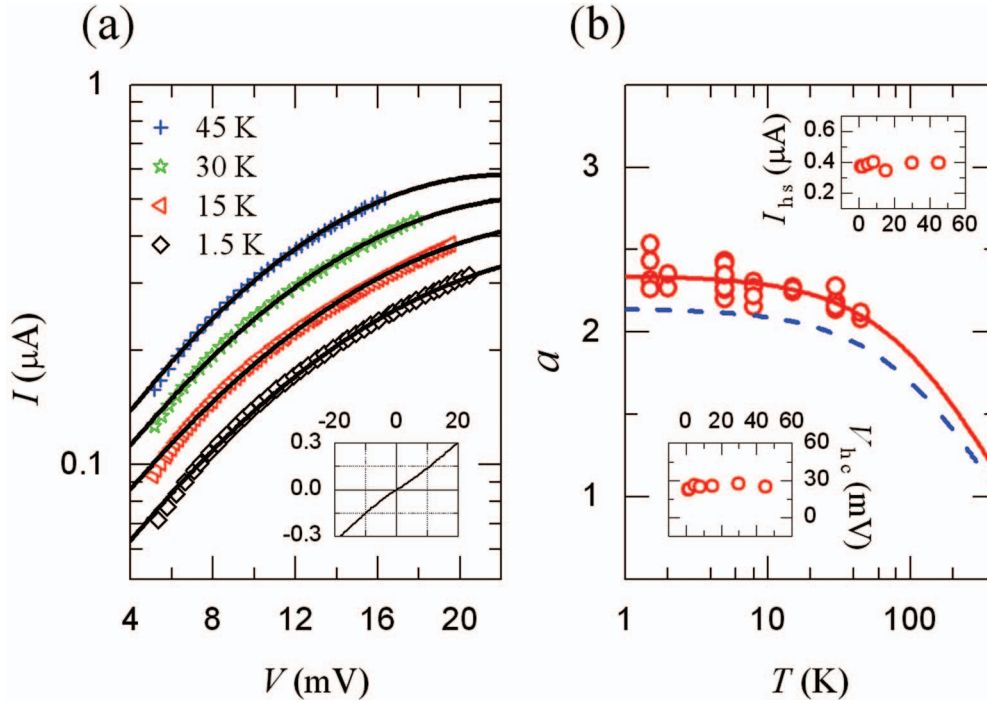 (a)
1
45 K
30 K
15 K
1.5 K
I (μA)
0.1
-20 0 20
0.3
0.0
-0.3
4 8 12 16 20
V (mV)
(b)
3
2
1
a
0.6
0.4
0.2
I hs (μA)
0 20 40 60
0 20 40 60
60
30
0
V hc (mV)
1 10 100
T (K)